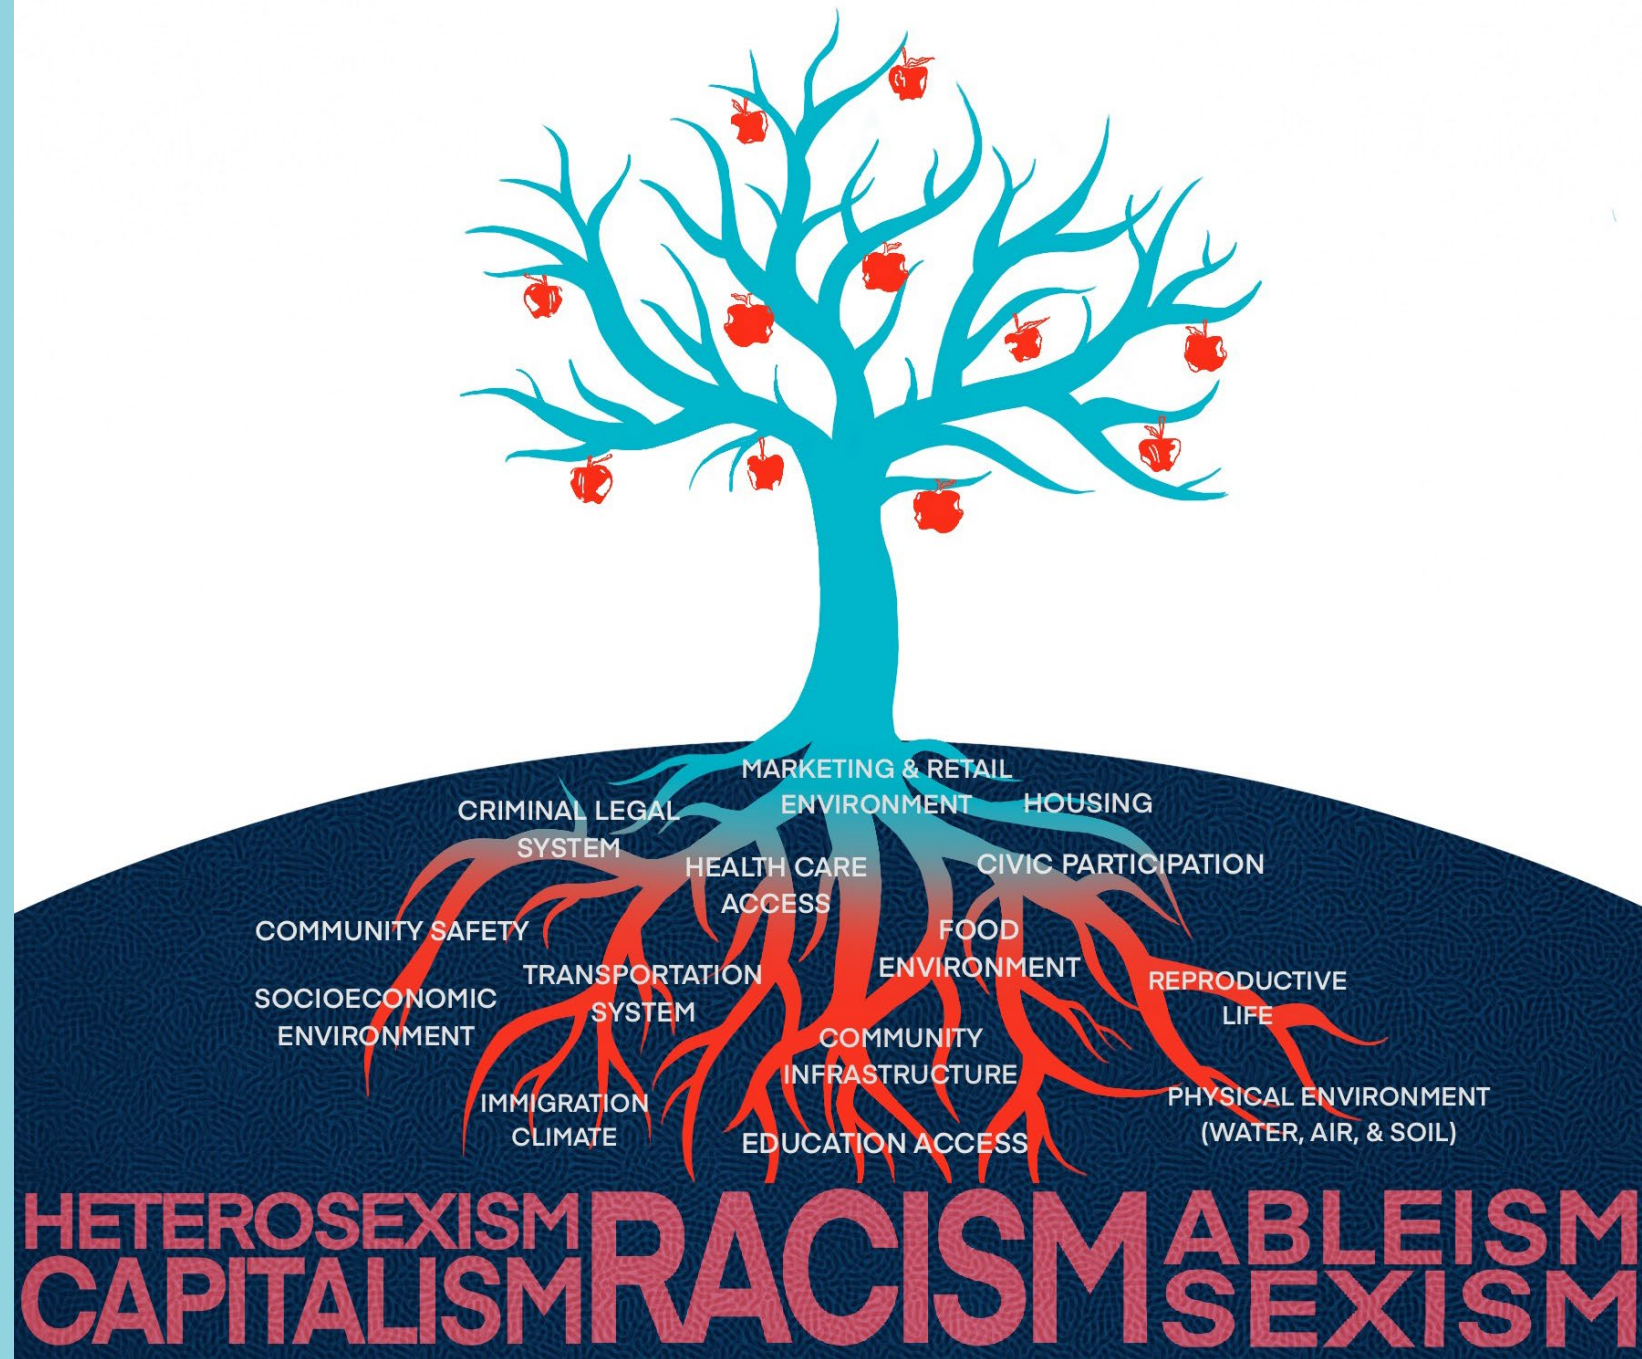 MARKETING & RETAIL
ENVIRONMENT
HOUSING
CRIMINAL LEGAL
SYSTEM
HEALTH CARE
ACCESS
CIVIC PARTICIPATION
COMMUNITY SAFETY
FOOD
ENVIRONMENT
TRANSPORTATION
SYSTEM
SOCIOECONOMIC
ENVIRONMENT
REPRODUCTIVE
LIFE
COMMUNITY
INFRASTRUCTURE
IMMIGRATION
CLIMATE
PHYSICAL ENVIRONMENT
(WATER, AIR, & SOIL)
EDUCATION ACCESS
HETEROSEXISM
CAPITALISM
RACISM
ABLEISM
SEXISM